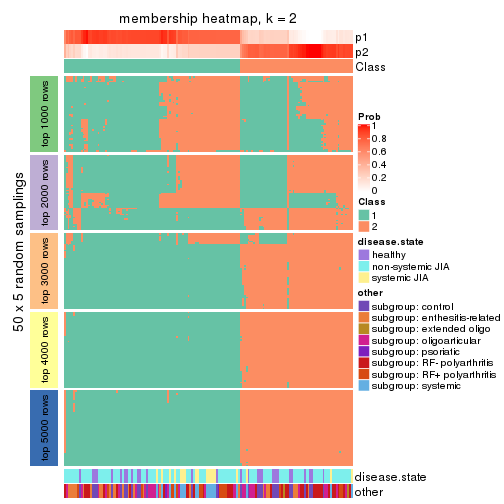 membership heatmap, k = 2
p1
p2
Class
50 x 5 random samplings
top 1000 rows
top 2000 rows
top 3000 rows
top 4000 rows
top 5000 rows
Prob
1
0.8
0.6
0.4
0.2
0
Class
1
2
disease.state
healthy
non-systemic JIA
systemic JIA
other
subgroup: control
subgroup: enthesitis-related
subgroup: extended oligo
subgroup: oligoarticular
subgroup: psoriatic
subgroup: RF- polyarthritis
subgroup: RF+ polyarthritis
subgroup: systemic
disease.state
other